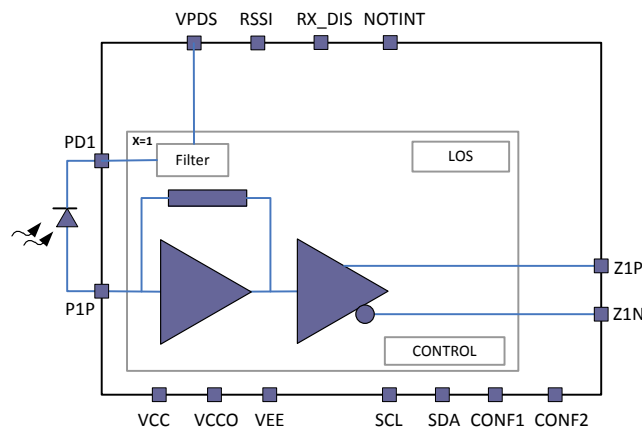 VPDS RSSI RX_DIS NOTINT
PD1
X=1
Filter
LOS
P1P
Z1P
Z1N
CONTROL
VCC VCCO VEE SCL SDA CONF1 CONF2